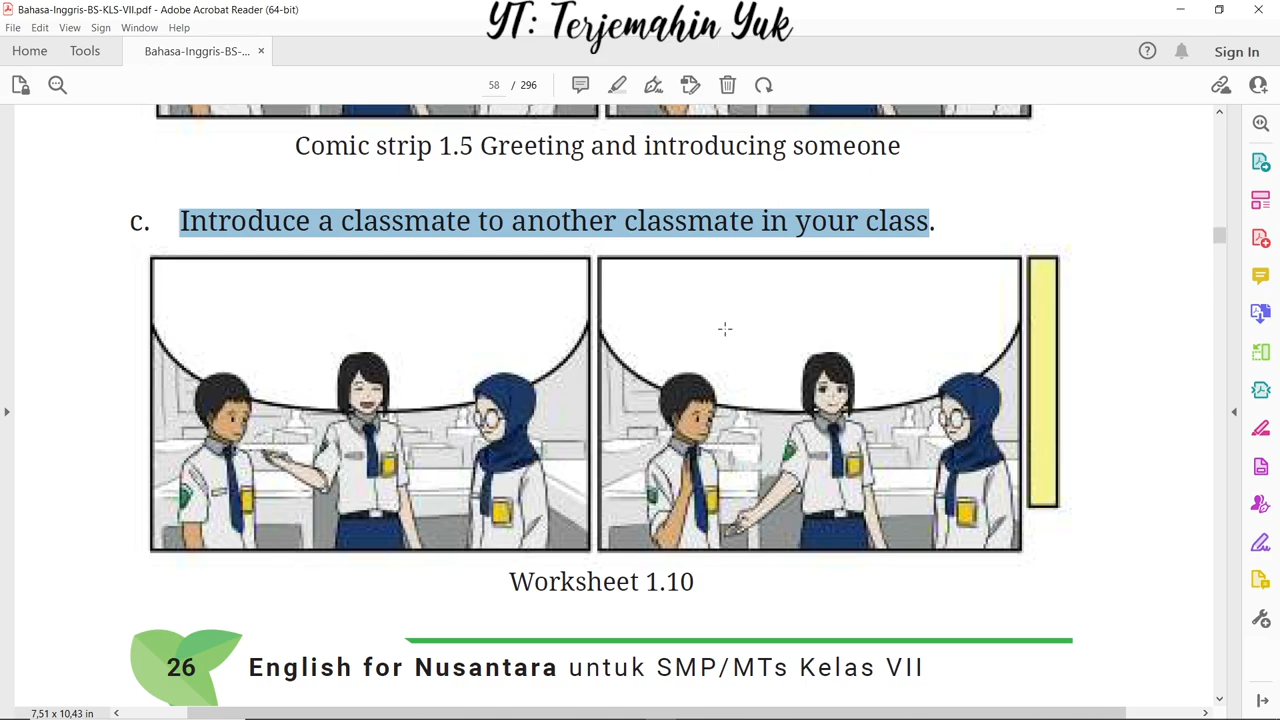 Bahasa-Inggris-BS-KLS-VII.pdf - Adobe Acrobat Reader (64-bit)
YT: Terjemahin Yuk
File Edit View Sign Window Help
Home Tools Bahasa-Inggris-BS-... × Sign In
58 / 296
Comic strip 1.5 Greeting and introducing someone
c. Introduce a classmate to another classmate in your class.
Worksheet 1.10
26 English for Nusantara untuk SMP/MTs Kelas VII
7,51 x 10,43 in